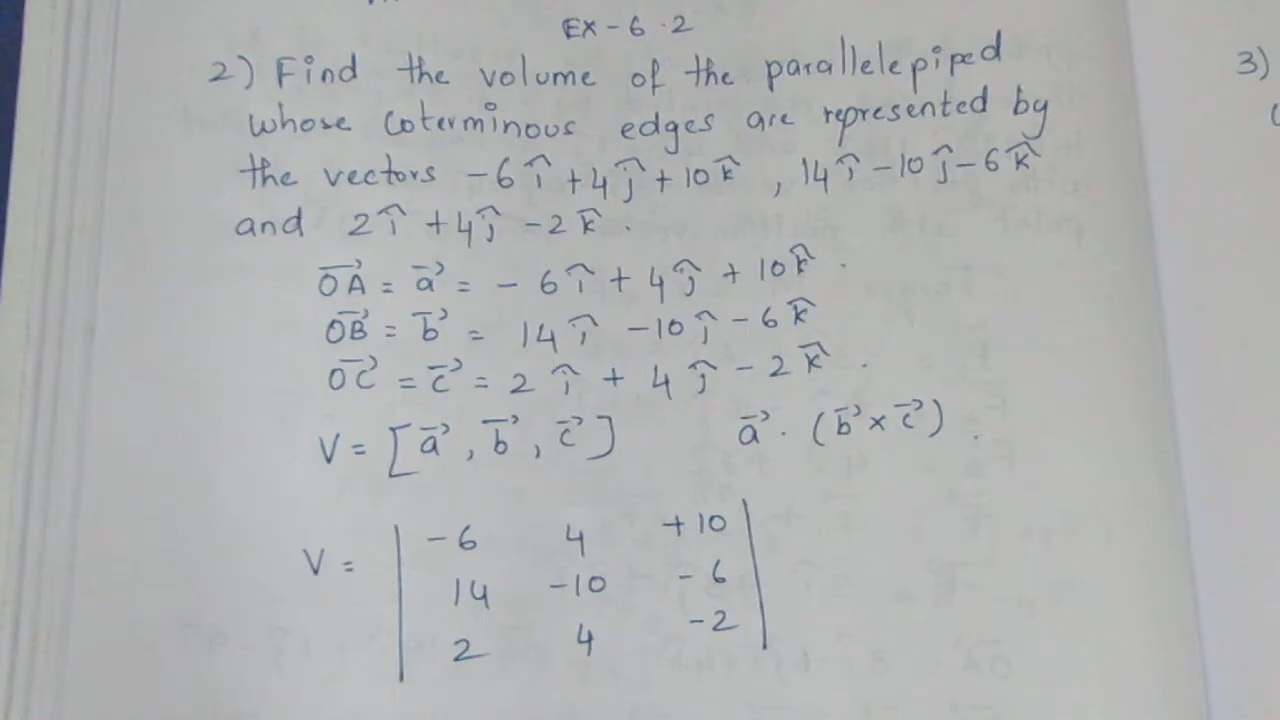 EX - 6.2
2) Find the volume of the parallelepiped
whose coterminous edges are represented by
the vectors -6î + 4ĵ + 10k̂, 14î - 10ĵ - 6k̂
and 2î + 4ĵ - 2k̂.
OA⃗ = a⃗ = - 6î + 4ĵ + 10k̂.
OB⃗ = b⃗ = 14î - 10ĵ - 6k̂
OC⃗ = c⃗ = 2î + 4ĵ - 2k̂.
V = [a⃗, b⃗, c⃗] a⃗ · (b⃗ × c⃗).
V = | -6 4 +10 |
| 14 -10 -6 |
| 2 4 -2 |
3)